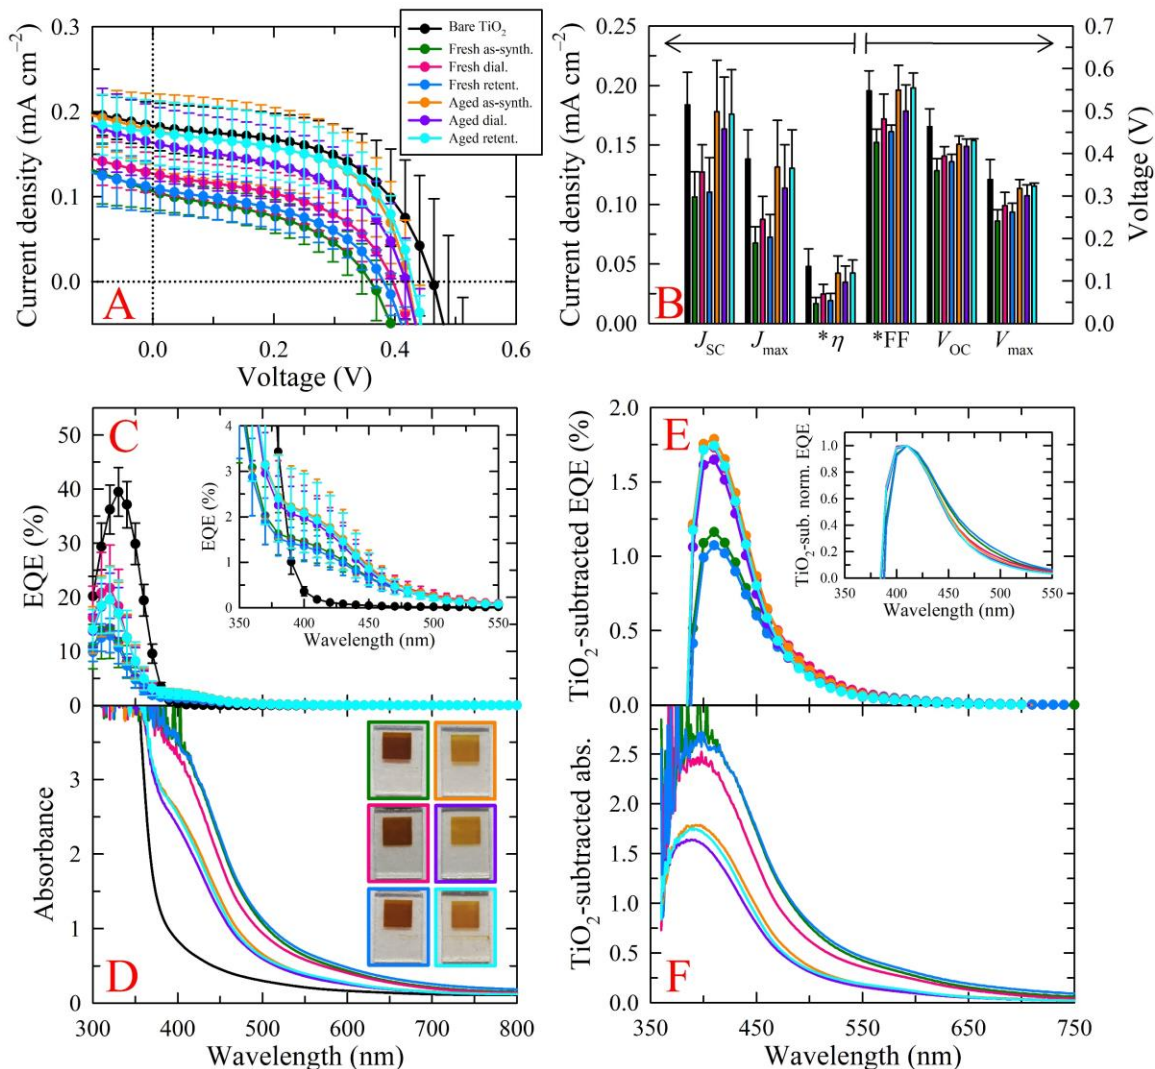 0.3
0.2
0.1
0.0
Current density (mA cm⁻²)
0.0
0.2
0.4
0.6
Voltage (V)
A
Bare TiO₂
Fresh as-synth.
Fresh dial.
Fresh retent.
Aged as-synth.
Aged dial.
Aged retent.
0.25
0.20
0.15
0.10
0.05
0.00
Current density (mA cm⁻²)
B
J_SC
J_max
*η
*FF
V_OC
V_max
0.7
0.6
0.5
0.4
0.3
0.2
0.1
0.0
Voltage (V)
300
400
500
600
700
800
C
50
40
30
20
10
0
EQE (%)
4
3
2
1
0
EQE (%)
350
400
450
500
550
Wavelength (nm)
E
2.0
1.5
1.0
0.5
0.0
TiO₂-subtracted EQE (%)
1.0
0.8
0.6
0.4
0.2
0.0
TiO₂-sub. norm. EQE
350
400
450
500
550
Wavelength (nm)
4
3
2
1
0
Absorbance
D
300
400
500
600
700
800
Wavelength (nm)
2.5
2.0
1.5
1.0
0.5
0.0
TiO₂-subtracted abs.
F
350
450
550
650
750
Wavelength (nm)